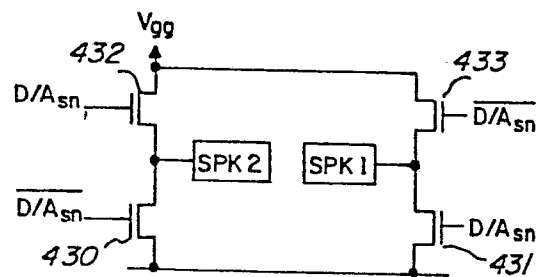 Vgg
432
433
D/Asn
D/Asn
SPK 2
SPK 1
D/Asn
D/Asn
430
431